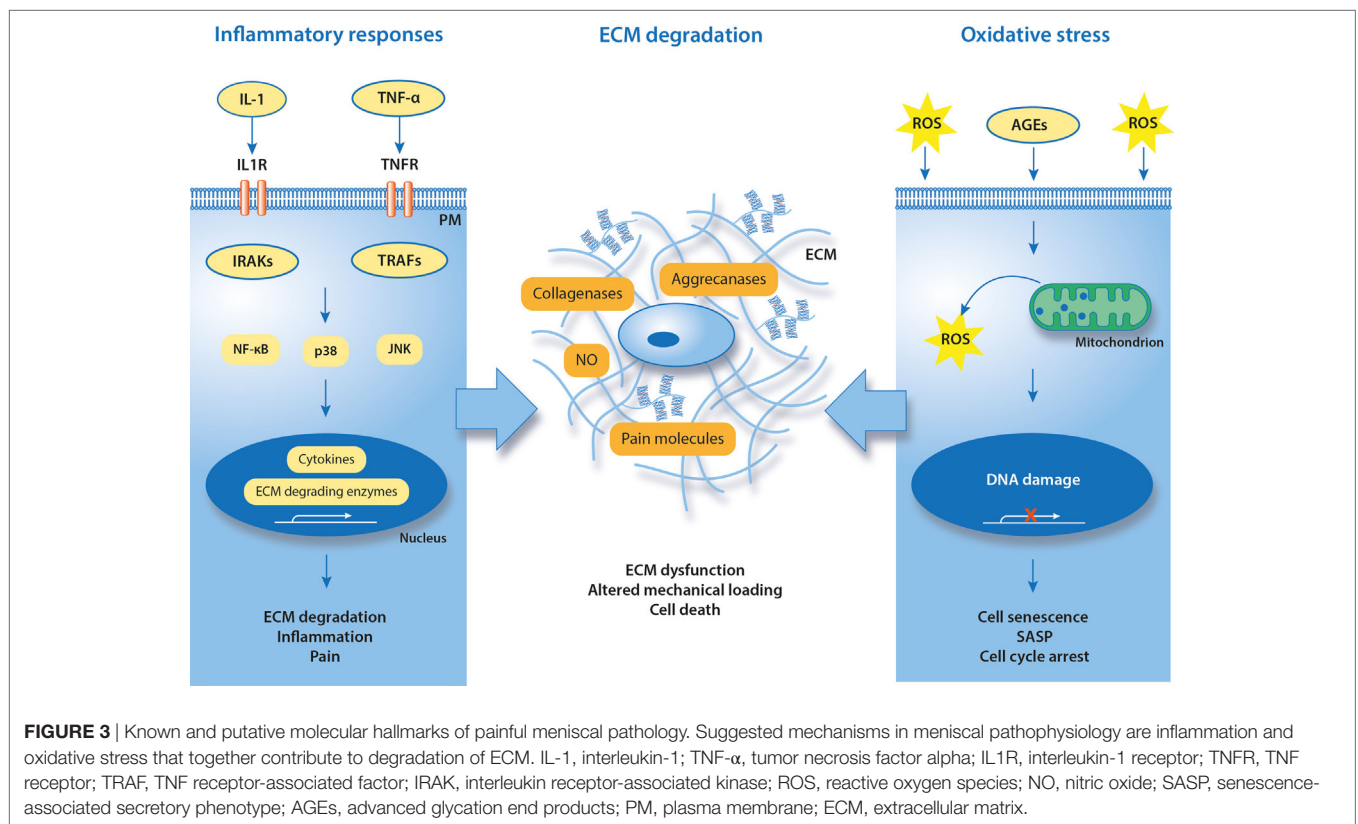 Inflammatory responses
IL-1
TNF-α
IL1R
TNFR
PM
IRAKs
TRAFs
NF-κB
p38
JNK
Cytokines
ECM degrading enzymes
Nucleus
ECM degradation
Inflammation
Pain
ECM degradation
ECM
Collagenases
Aggrecanases
NO
Pain molecules
ECM dysfunction
Altered mechanical loading
Cell death
Oxidative stress
ROS
AGEs
ROS
ROS
Mitochondrion
DNA damage
Cell senescence
SASP
Cell cycle arrest
FIGURE 3 | Known and putative molecular hallmarks of painful meniscal pathology. Suggested mechanisms in meniscal pathophysiology are inflammation and
oxidative stress that together contribute to degradation of ECM. IL-1, interleukin-1; TNF-α, tumor necrosis factor alpha; IL1R, interleukin-1 receptor; TNFR, TNF
receptor; TRAF, TNF receptor-associated factor; IRAK, interleukin receptor-associated kinase; ROS, reactive oxygen species; NO, nitric oxide; SASP, senescence-
associated secretory phenotype; AGEs, advanced glycation end products; PM, plasma membrane; ECM, extracellular matrix.